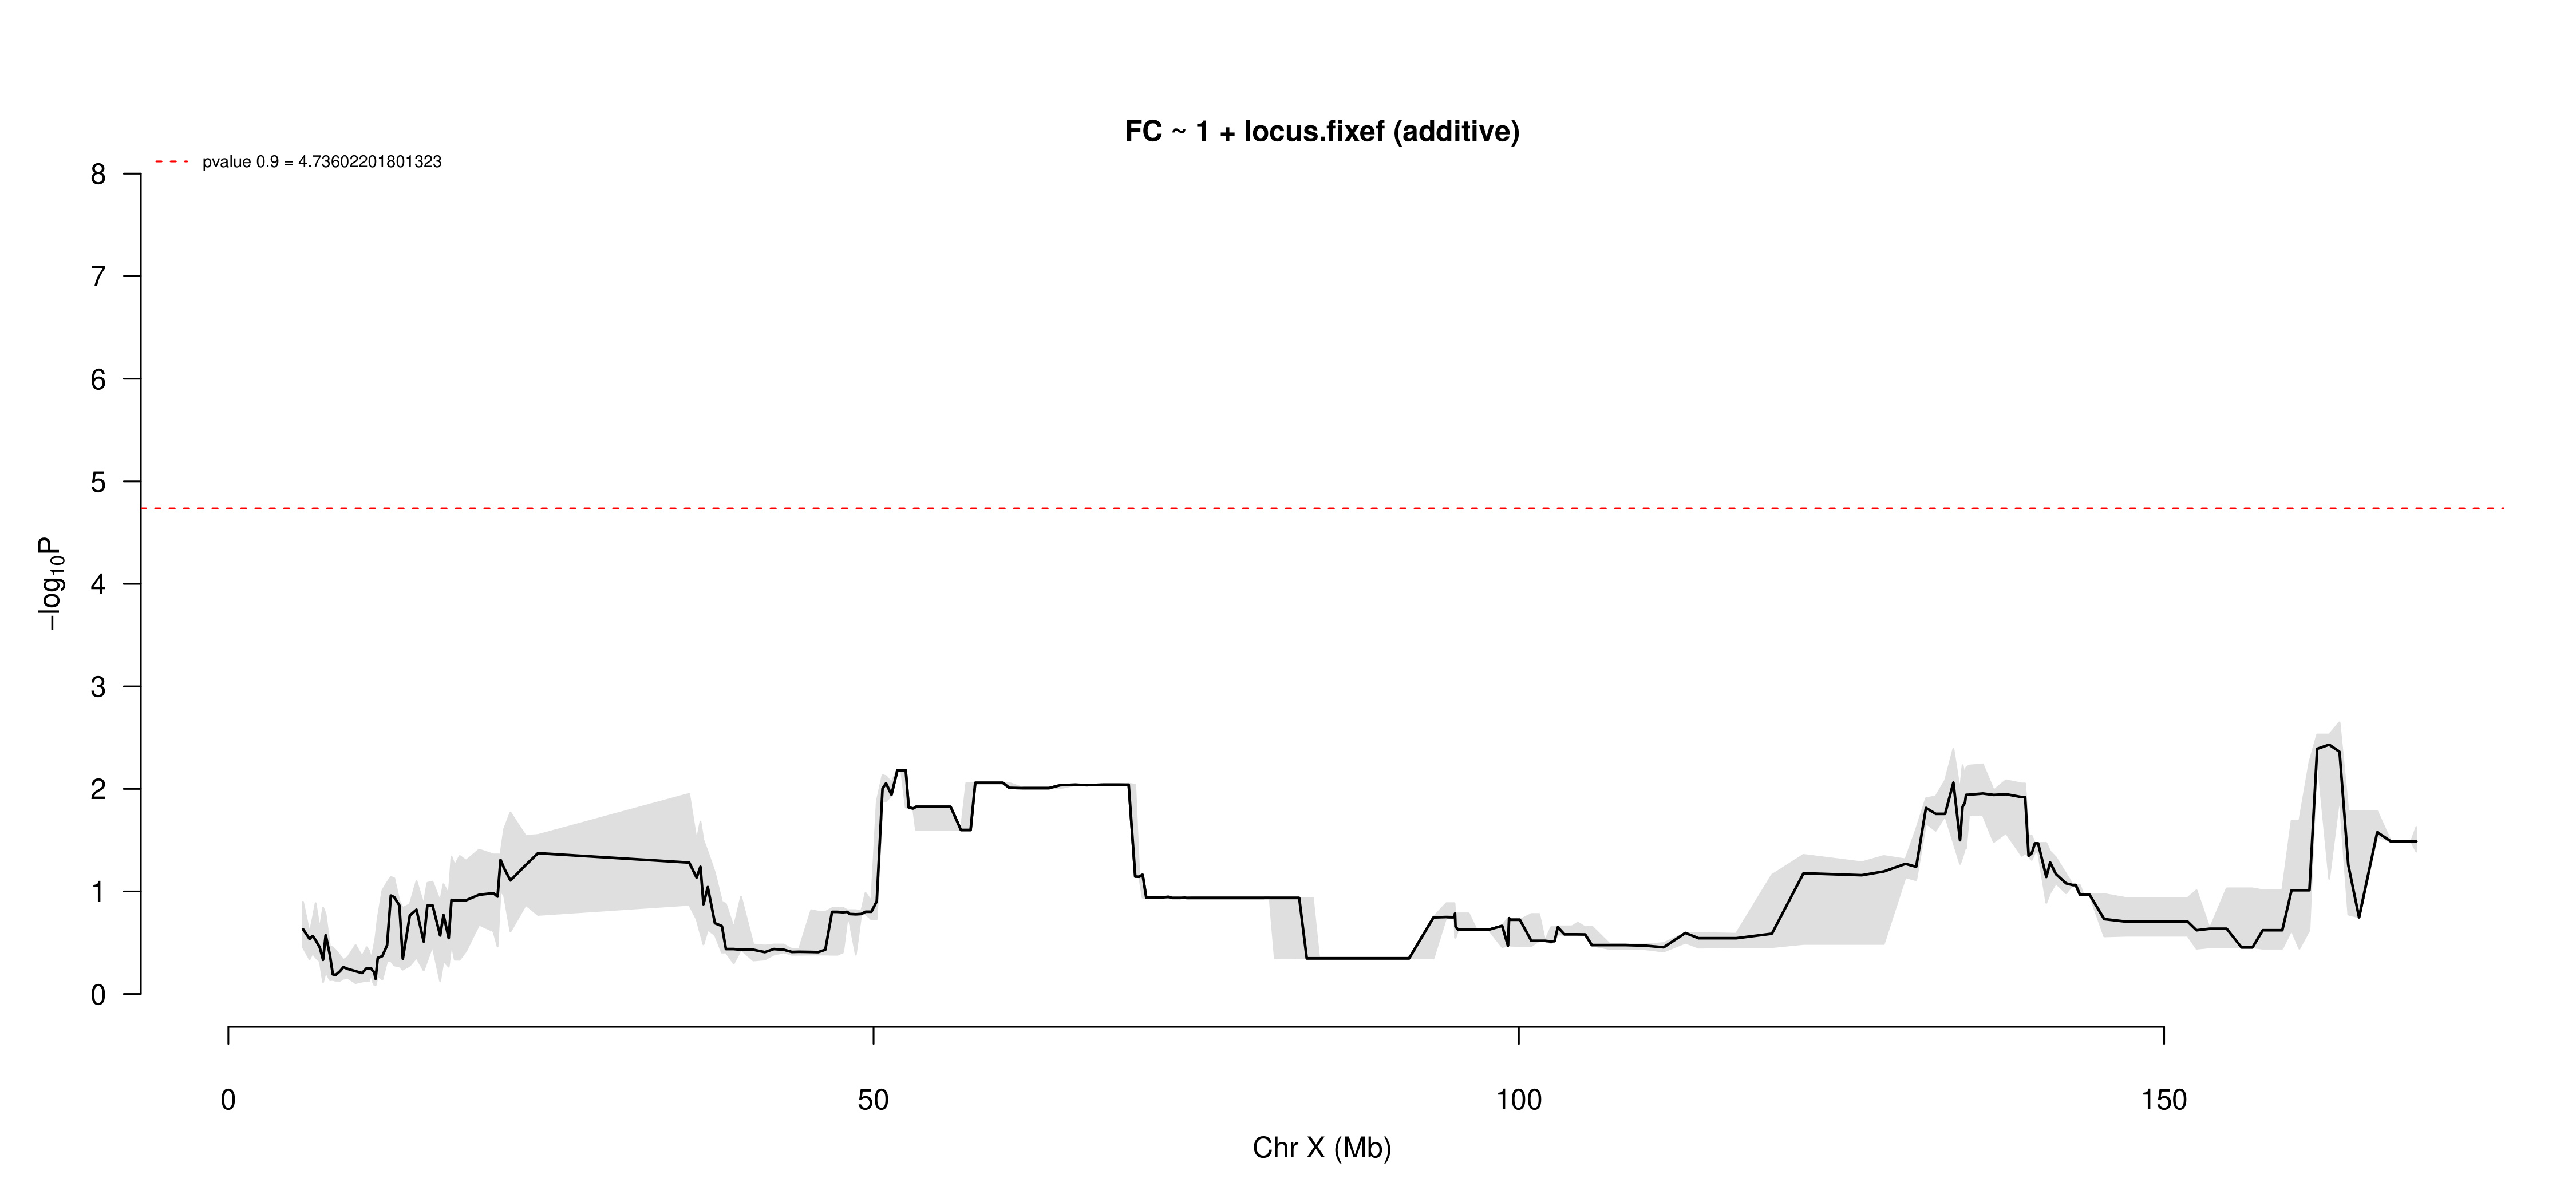 FC ~ 1 + locus.fixef (additive)
pvalue 0.9 = 4.73602201801323
8
7
6
5
4
3
2
1
0
−log₁₀P
0 50 100 150
Chr X (Mb)